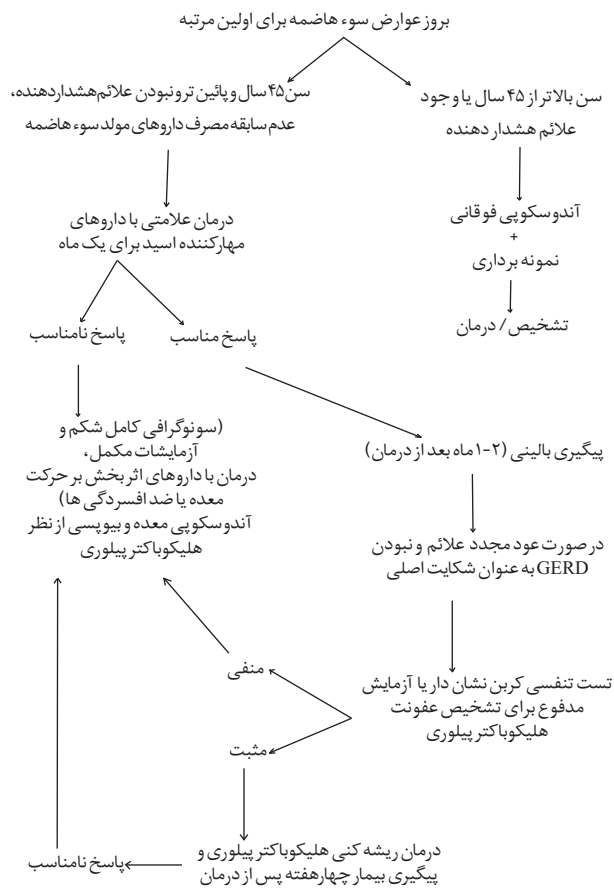 بروز عوارض سوء هاضمه برای اولین مرتبه
سن بالاتر از ۴۵ سال یا وجود
علائم هشدار دهنده
سن۴۵ سال و پائین تر و نبودن علائم هشداردهنده،
عدم سابقه مصرف داروهای مولد سوء هاضمه
آندوسکوپی فوقانی
+
نمونه برداری
تشخیص / درمان
درمان علامتی با داروهای
مهارکننده اسید برای یک ماه
پاسخ مناسب
پاسخ نامناسب
پیگیری بالینی (۲-۱ ماه بعد از درمان)
(سونوگرافی کامل شکم و
آزمایشات مکمل،
درمان با داروهای اثربخش بر حرکت
معده یا ضد افسردگی ها)
آندوسکوپی معده و بیوپسی از نظر
هلیکوباکتر پیلوری
در صورت عود مجدد علائم و نبودن
GERD به عنوان شکایت اصلی
تست تنفسی کربن نشان دار یا آزمایش
مدفوع برای تشخیص عفونت
هلیکوباکتر پیلوری
منفی
مثبت
درمان ریشه کنی هلیکوباکتر پیلوری و
پیگیری بیمار چهارهفته پس از درمان
پاسخ نامناسب